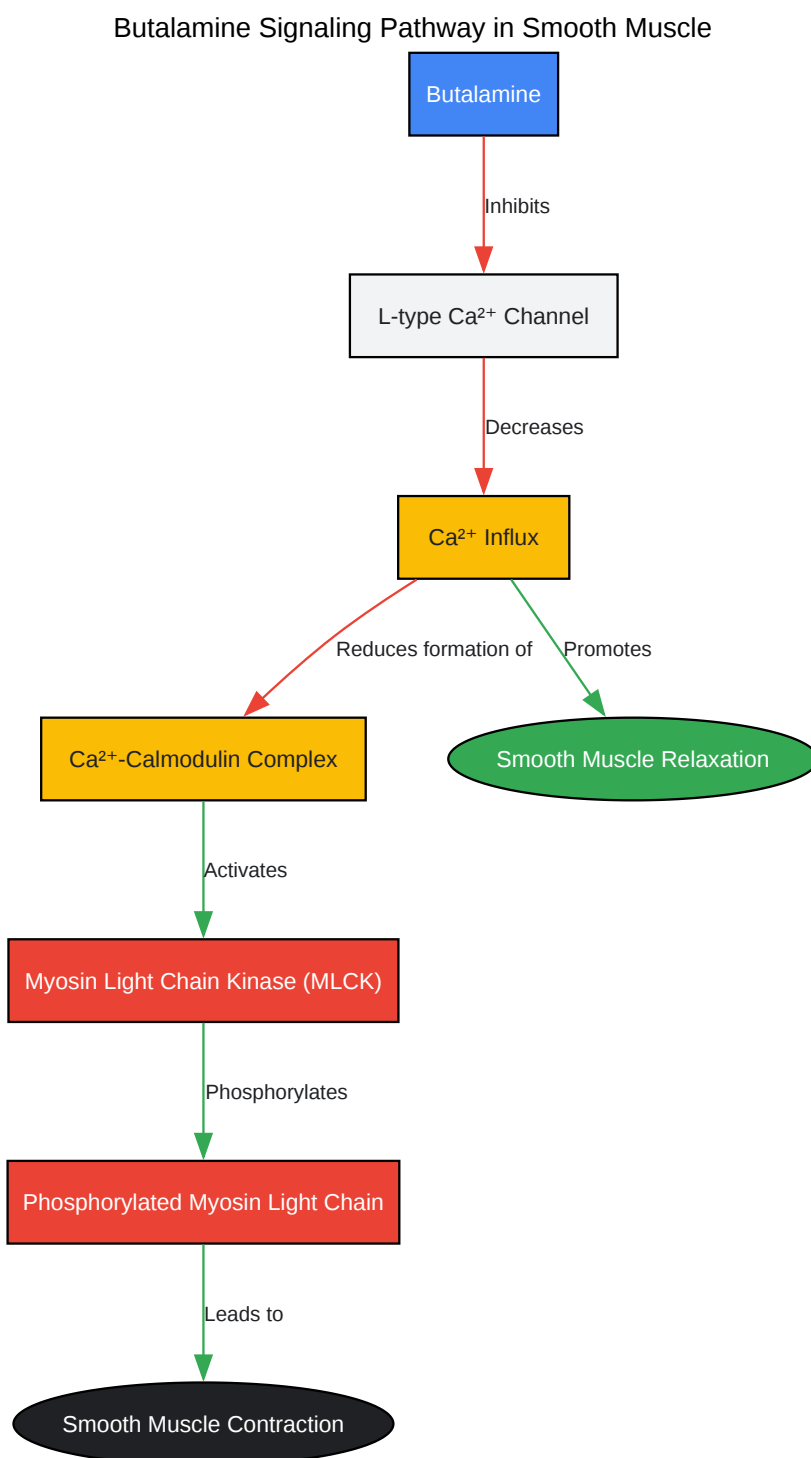 Butalamine Signaling Pathway in Smooth Muscle
Butalamine
Inhibits
L-type Ca²⁺ Channel
Decreases
Ca²⁺ Influx
Reduces formation of
Promotes
Ca²⁺-Calmodulin Complex
Smooth Muscle Relaxation
Activates
Myosin Light Chain Kinase (MLCK)
Phosphorylates
Phosphorylated Myosin Light Chain
Leads to
Smooth Muscle Contraction